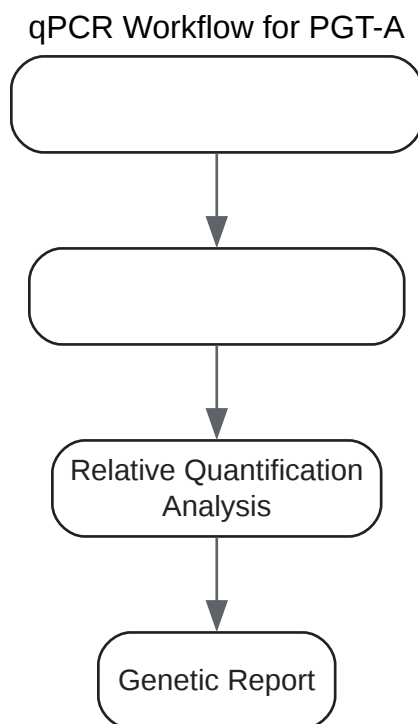 qPCR Workflow for PGT-A
Relative Quantification
Analysis
Genetic Report